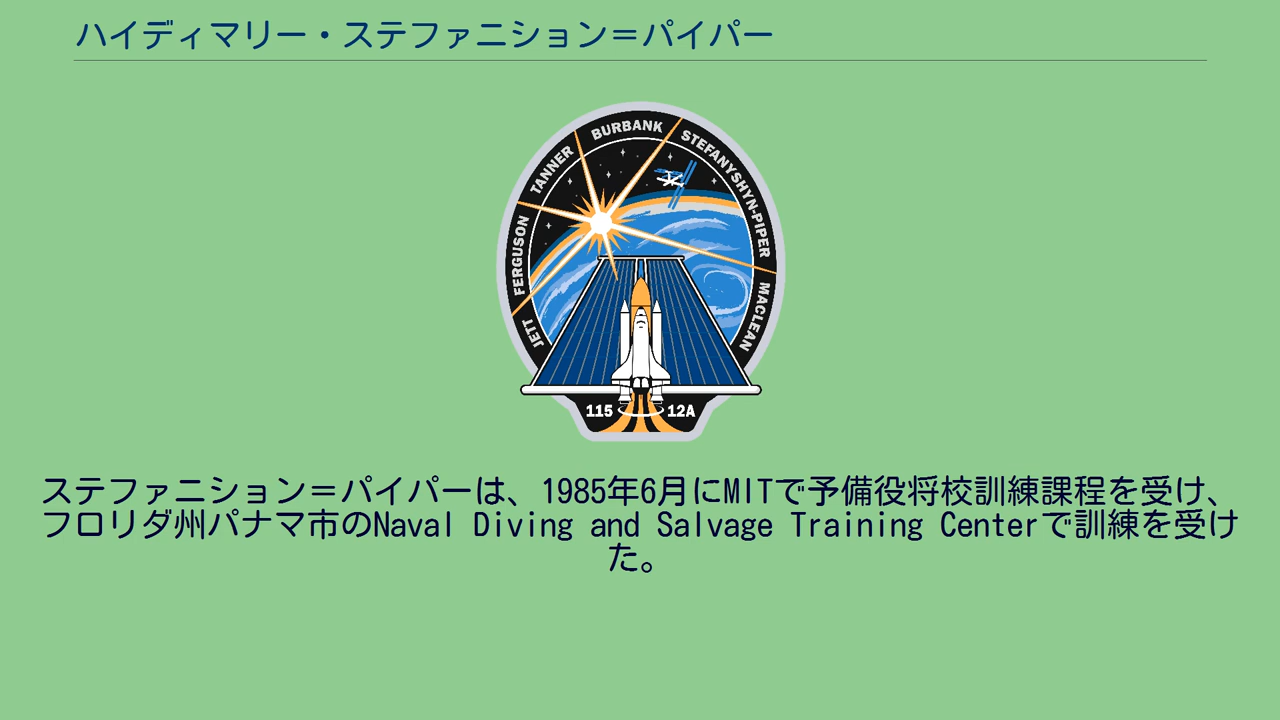 ハイディマリー・ステファニション＝パイパー
BURBANK
TANNER
STEFANYSHYN-PIPER
FERGUSON
MACLEAN
JETT
115
12A
ステファニション＝パイパーは、1985年6月にMITで予備役将校訓練課程を受け、
フロリダ州パナマ市のNaval Diving and Salvage Training Centerで訓練を受け
た。